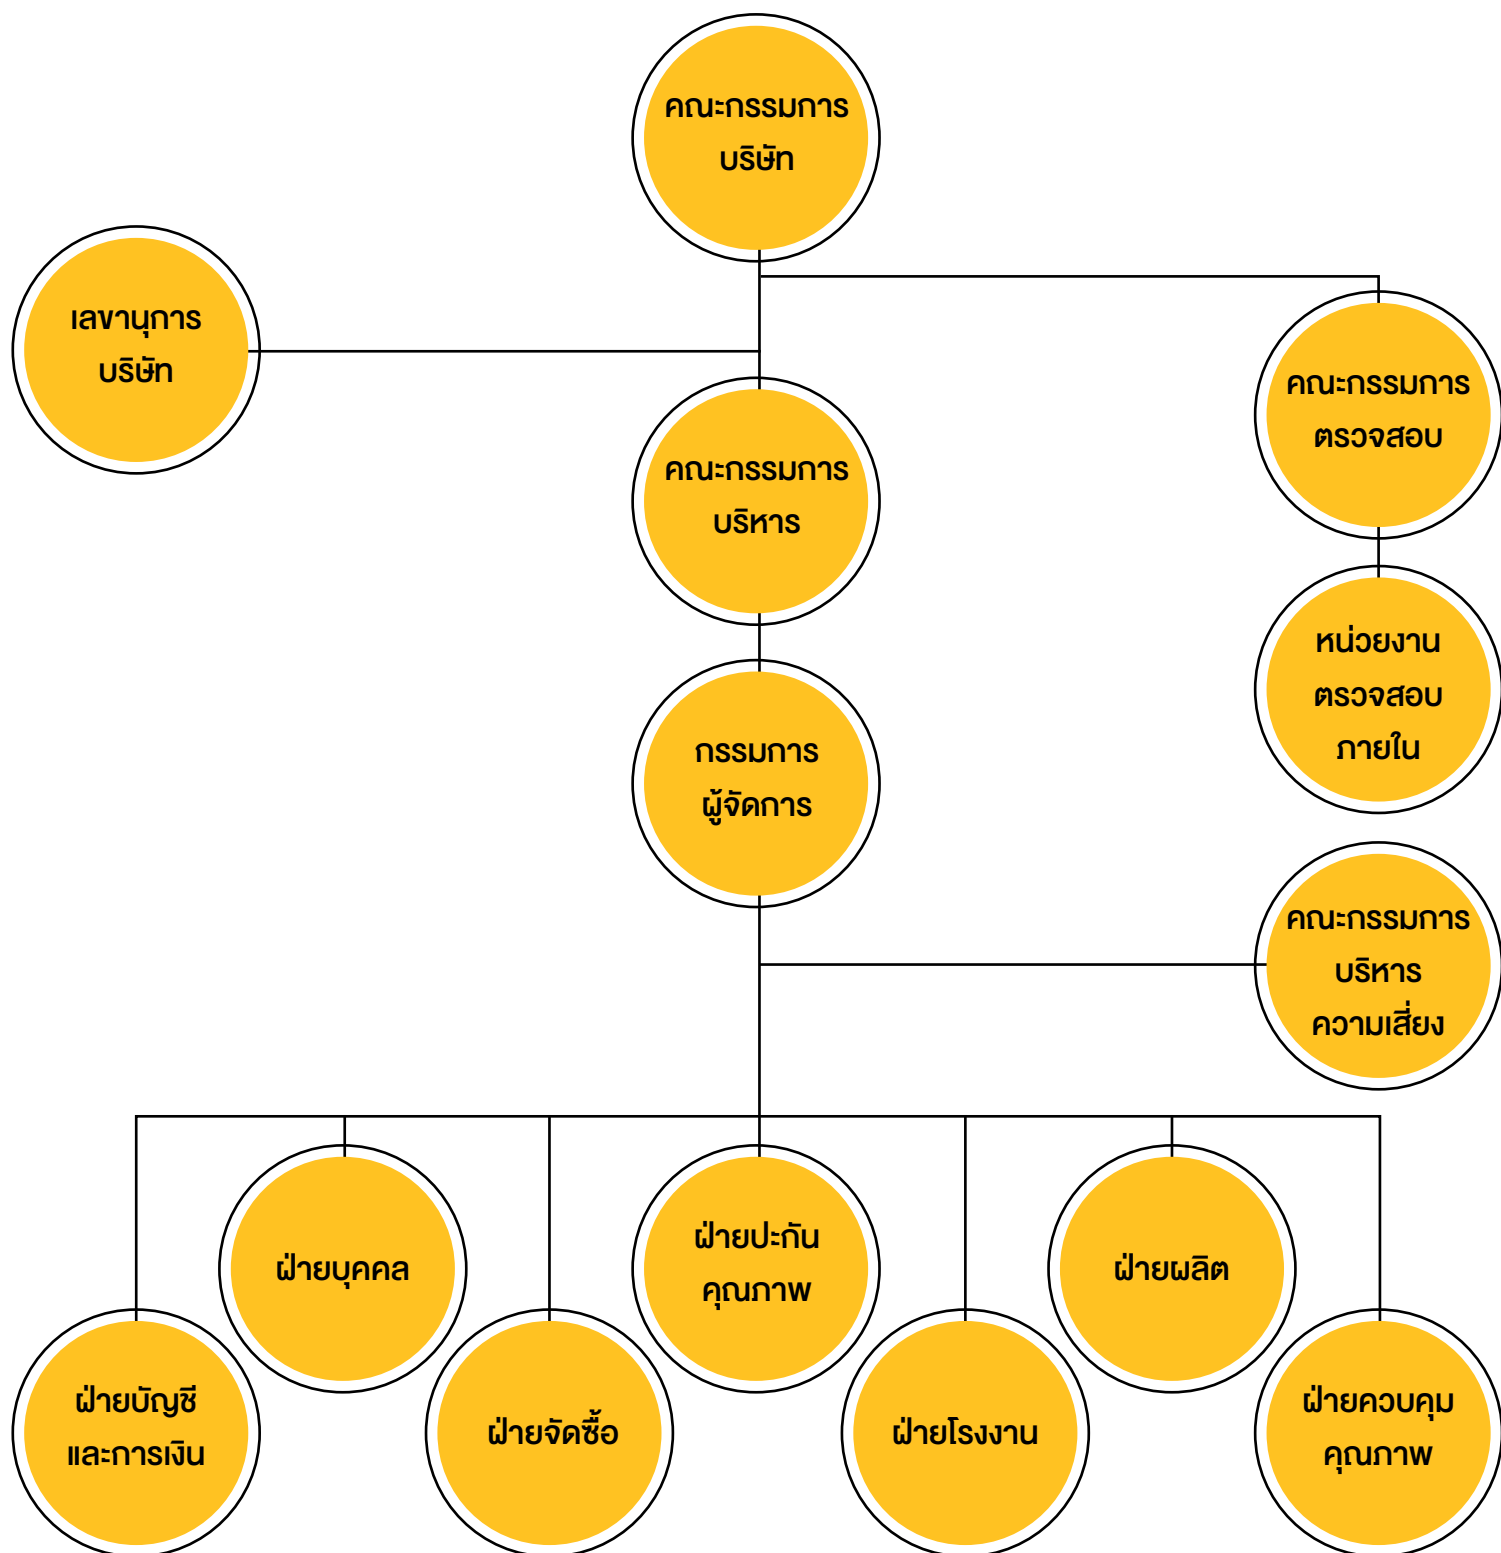 คณะกรรมการ
บริษัท
เลขานุการ
บริษัท
คณะกรรมการ
ตรวจสอบ
คณะกรรมการ
บริหาร
หน่วยงาน
ตรวจสอบ
ภายใน
กรรมการ
ผู้จัดการ
คณะกรรมการ
บริหาร
ความเสี่ยง
ฝ่ายบัญชี
และการเงิน
ฝ่ายบุคคล
ฝ่ายจัดซื้อ
ฝ่ายประกัน
คุณภาพ
ฝ่ายโรงงาน
ฝ่ายผลิต
ฝ่ายควบคุม
คุณภาพ